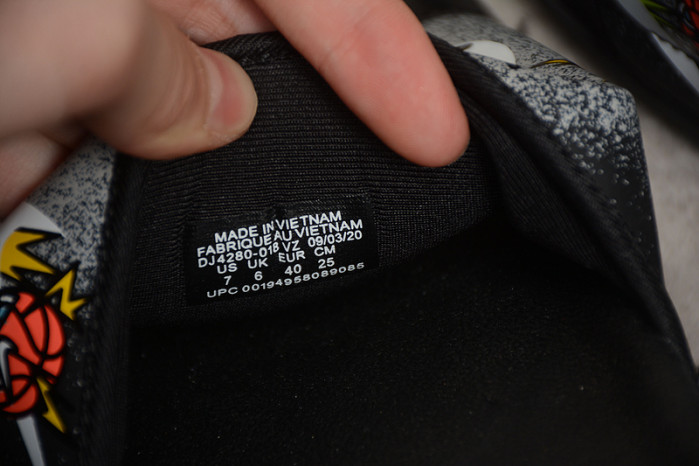 MADE IN VIETNAM
FABRIQUE AU VIETNAM
DJ4280-018 VZ 09/03/20
US UK EUR CM
7 6 40 25
UPC 00194958089085